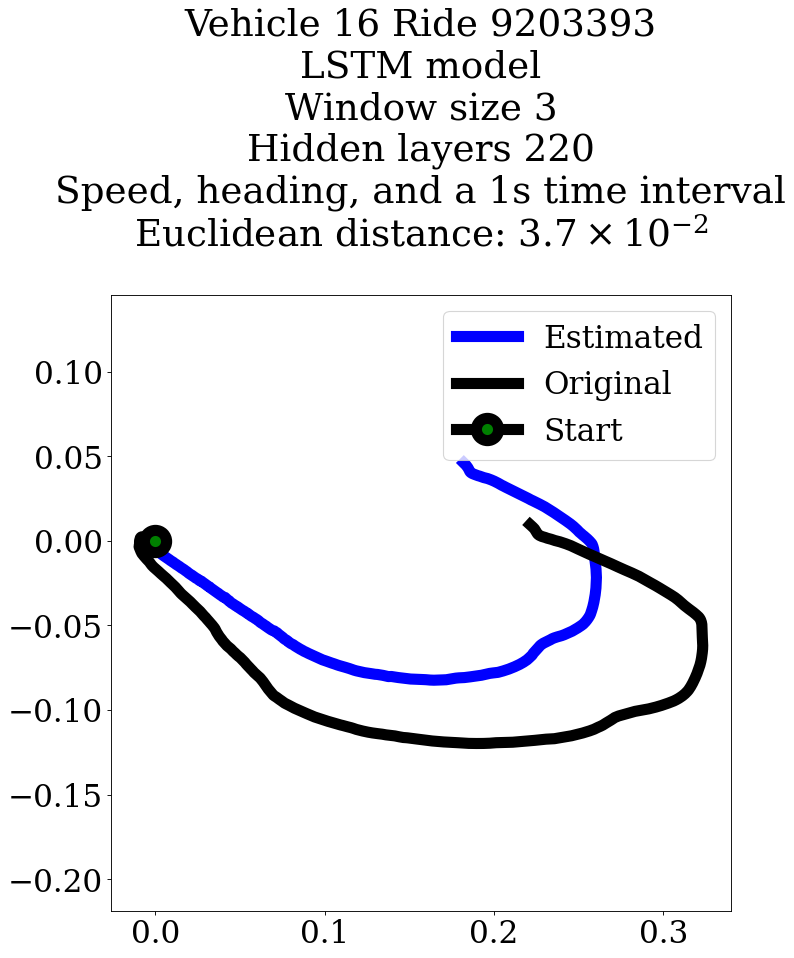 Vehicle 16 Ride 9203393
LSTM model
Window size 3
Hidden layers 220
Speed, heading, and a 1s time interval
Euclidean distance: 3.7 × 10⁻²
Estimated
Original
Start
0.10
0.05
0.00
−0.05
−0.10
−0.15
−0.20
0.0 0.1 0.2 0.3